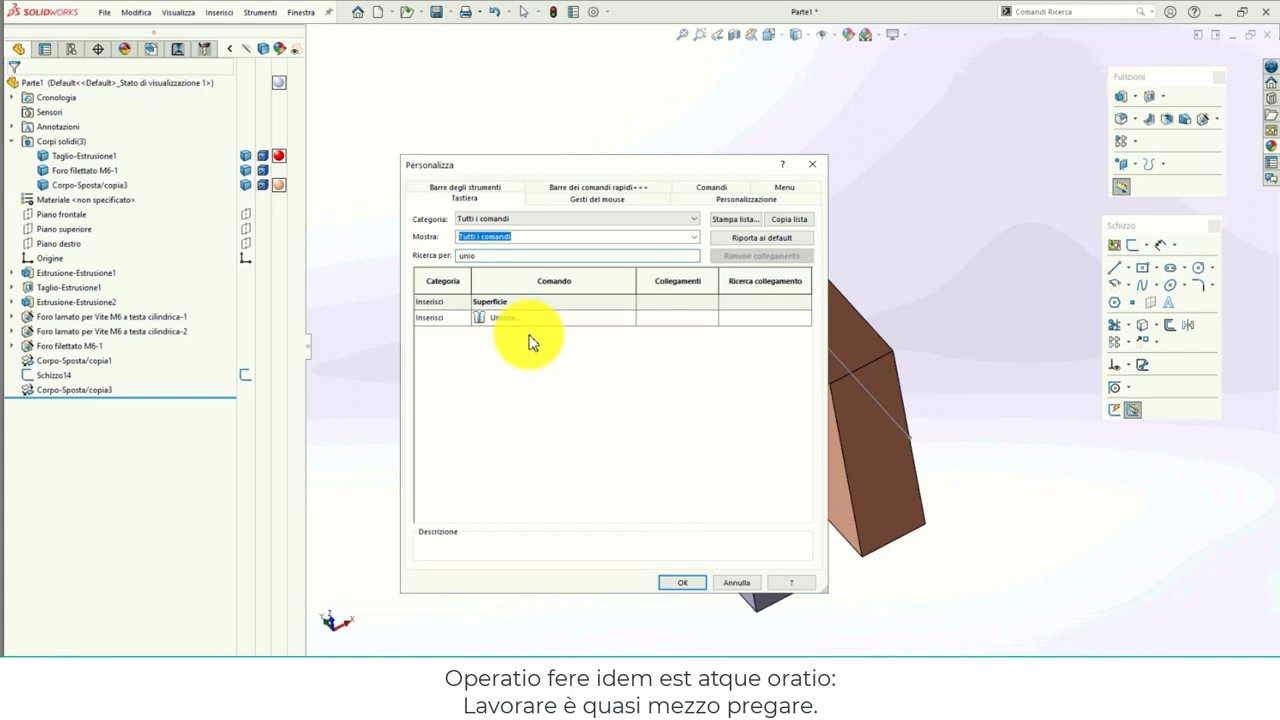 SOLIDWORKS File Modifica Visualizza Inserisci Strumenti Finestra Parte1 * Comandi Ricerca
Parte1 (Default<<Default>_Stato di visualizzazione 1>)
Cronologia
Sensori
Annotazioni
Corpi solidi(3)
Taglio-Estrusione1
Foro filettato M6-1
Corpo-Sposta/copia3
Materiale <non specificato>
Piano frontale
Piano superiore
Piano destro
Origine
Estrusione-Estrusione1
Taglio-Estrusione1
Estrusione-Estrusione2
Foro lamato per Vite M6 a testa cilindrica-1
Foro lamato per Vite M6 a testa cilindrica-2
Foro filettato M6-1
Corpo-Sposta/copia1
Schizzo14
Corpo-Sposta/copia3
Personalizza
?
Barre degli strumenti Barre dei comandi rapidi Comandi Menu
Tastiera Gesti del mouse Personalizzazione
Categoria: Tutti i comandi Stampa lista... Copia lista
Mostra: Tutti i comandi Riporta ai default
Ricerca per: unio Rimuovi collegamento
Categoria Comando Collegamenti Ricerca collegamento
Inserisci Superficie
Inserisci Unione...
Descrizione
OK Annulla ?
Funzioni
Schizzo
Z
Y X
Operatio fere idem est atque oratio:
Lavorare è quasi mezzo pregare.